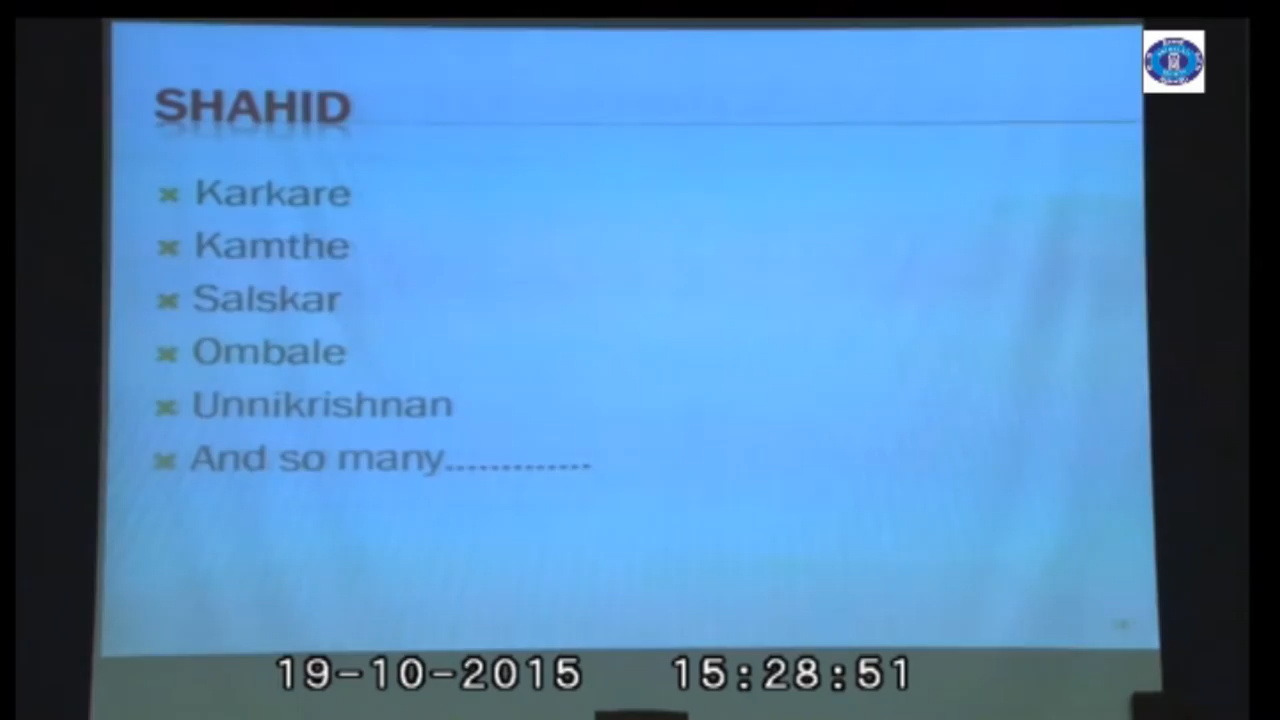 SHAHID
Karkare
Kamthe
Salskar
Ombale
Unnikrishnan
And so many.............
19-10-2015 15:28:51